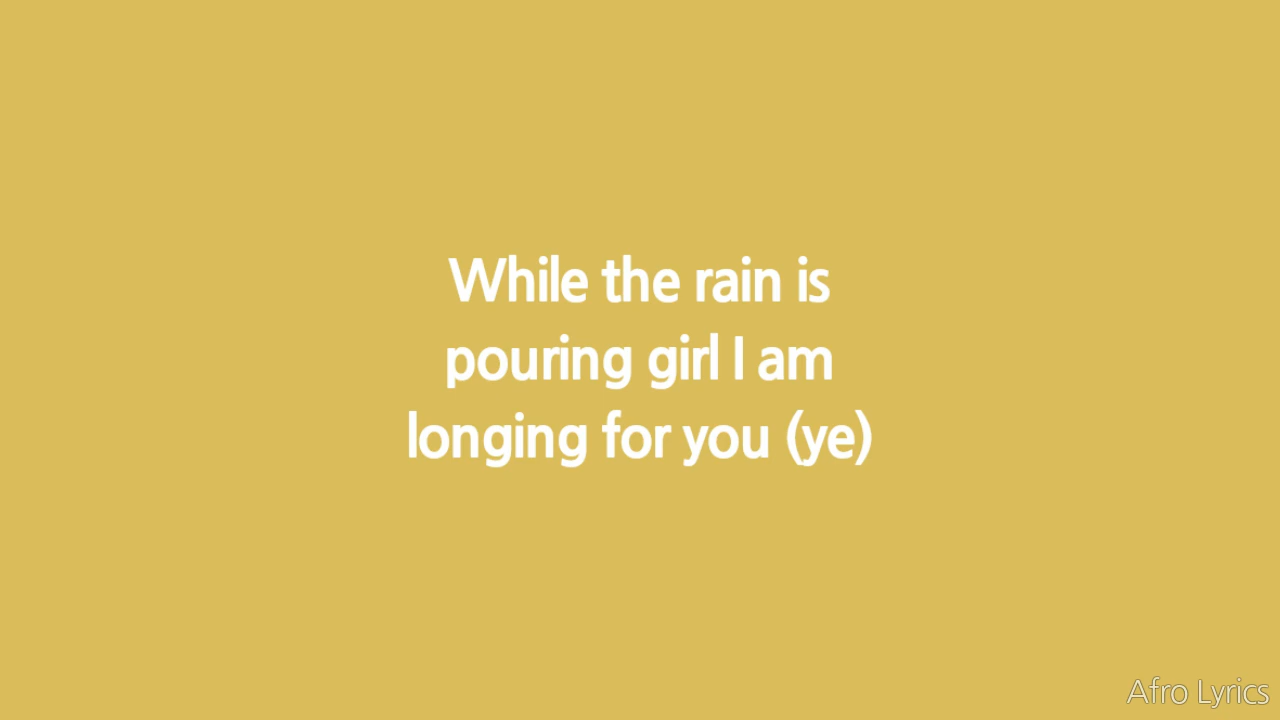 While the rain is
pouring girl I am
longing for you (ye)
Afro Lyrics